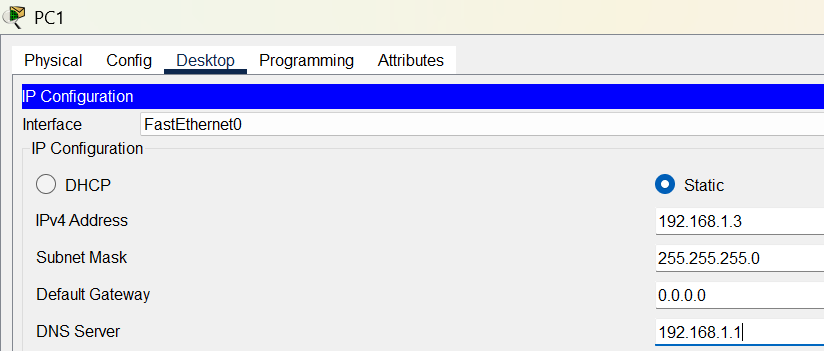 PC1
Physical Config Desktop Programming Attributes
IP Configuration
Interface FastEthernet0
IP Configuration
DHCP Static
IPv4 Address 192.168.1.3
Subnet Mask 255.255.255.0
Default Gateway 0.0.0.0
DNS Server 192.168.1.1